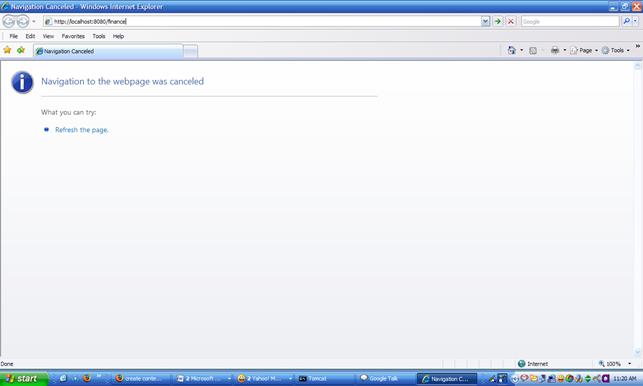 Navigation Canceled - Windows Internet Explorer
http://localhost:8080/finance
Google
File Edit View Favorites Tools Help
Navigation Canceled
Page Tools
Navigation to the webpage was canceled
What you can try:
Refresh the page.
Done
Internet
100%
start
create conte...
2 Microsoft ...
2 Yahoo! M...
Tomcat
Google Talk
Navigation C...
11:20 AM